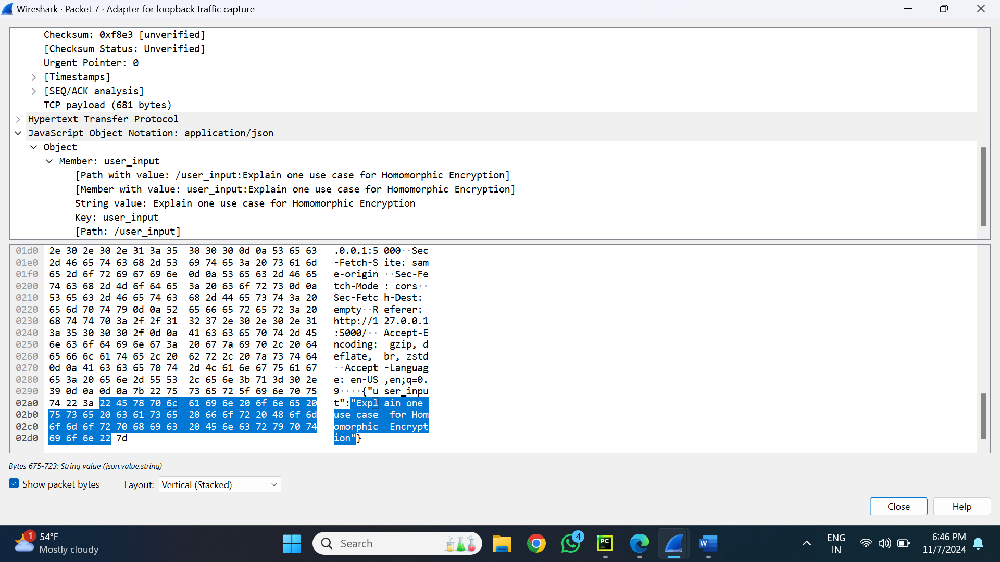 Wireshark · Packet 7 · Adapter for loopback traffic capture
Checksum: 0xf8e3 [unverified]
[Checksum Status: Unverified]
Urgent Pointer: 0
[Timestamps]
[SEQ/ACK analysis]
TCP payload (681 bytes)
Hypertext Transfer Protocol
JavaScript Object Notation: application/json
Object
Member: user_input
[Path with value: /user_input:Explain one use case for Homomorphic Encryption]
[Member with value: user_input:Explain one use case for Homomorphic Encryption]
String value: Explain one use case for Homomorphic Encryption
Key: user_input
[Path: /user_input]
01d0 2e 30 2e 30 2e 31 3a 35 30 30 30 0d 0a 53 65 63 .0.0.1:5 000··Sec
01e0 2d 46 65 74 63 68 2d 53 69 74 65 3a 20 73 61 6d -Fetch-S ite: sam
01f0 65 2d 6f 72 69 67 69 6e 0d 0a 53 65 63 2d 46 65 e-origin ··Sec-Fe
0200 74 63 68 2d 4d 6f 64 65 3a 20 63 6f 72 73 0d 0a tch-Mode : cors··
0210 53 65 63 2d 46 65 74 63 68 2d 44 65 73 74 3a 20 Sec-Fetc h-Dest:
0220 65 6d 70 74 79 0d 0a 52 65 66 65 72 65 72 3a 20 empty··R eferer:
0230 68 74 74 70 3a 2f 2f 31 32 37 2e 30 2e 30 2e 31 http://1 27.0.0.1
0240 3a 35 30 30 30 2f 0d 0a 41 63 63 65 70 74 2d 45 :5000/·· Accept-E
0250 6e 63 6f 64 69 6e 67 3a 20 67 7a 69 70 2c 20 64 ncoding: gzip, d
0260 65 66 6c 61 74 65 2c 20 62 72 2c 20 7a 73 74 64 eflate, br, zstd
0270 0d 0a 41 63 63 65 70 74 2d 4c 61 6e 67 75 61 67 ··Accept -Languag
0280 65 3a 20 65 6e 2d 55 53 2c 65 6e 3b 71 3d 30 2e e: en-US ,en;q=0.
0290 39 0d 0a 0d 0a 7b 22 75 73 65 72 5f 69 6e 70 75 9····{"u ser_inpu
02a0 74 22 3a 22 45 78 70 6c 61 69 6e 20 6f 6e 65 20 t":"Expl ain one
02b0 75 73 65 20 63 61 73 65 20 66 6f 72 20 48 6f 6d use case for Hom
02c0 6f 6d 6f 72 70 68 69 63 20 45 6e 63 72 79 70 74 omorphic Encrypt
02d0 69 6f 6e 22 7d ion"}
Bytes 675-723: String value (json.value.string)
Show packet bytes Layout: Vertical (Stacked)
Close Help
1 54°F
Mostly cloudy
Search
4
PC
W
ENG
IN
6:46 PM
11/7/2024